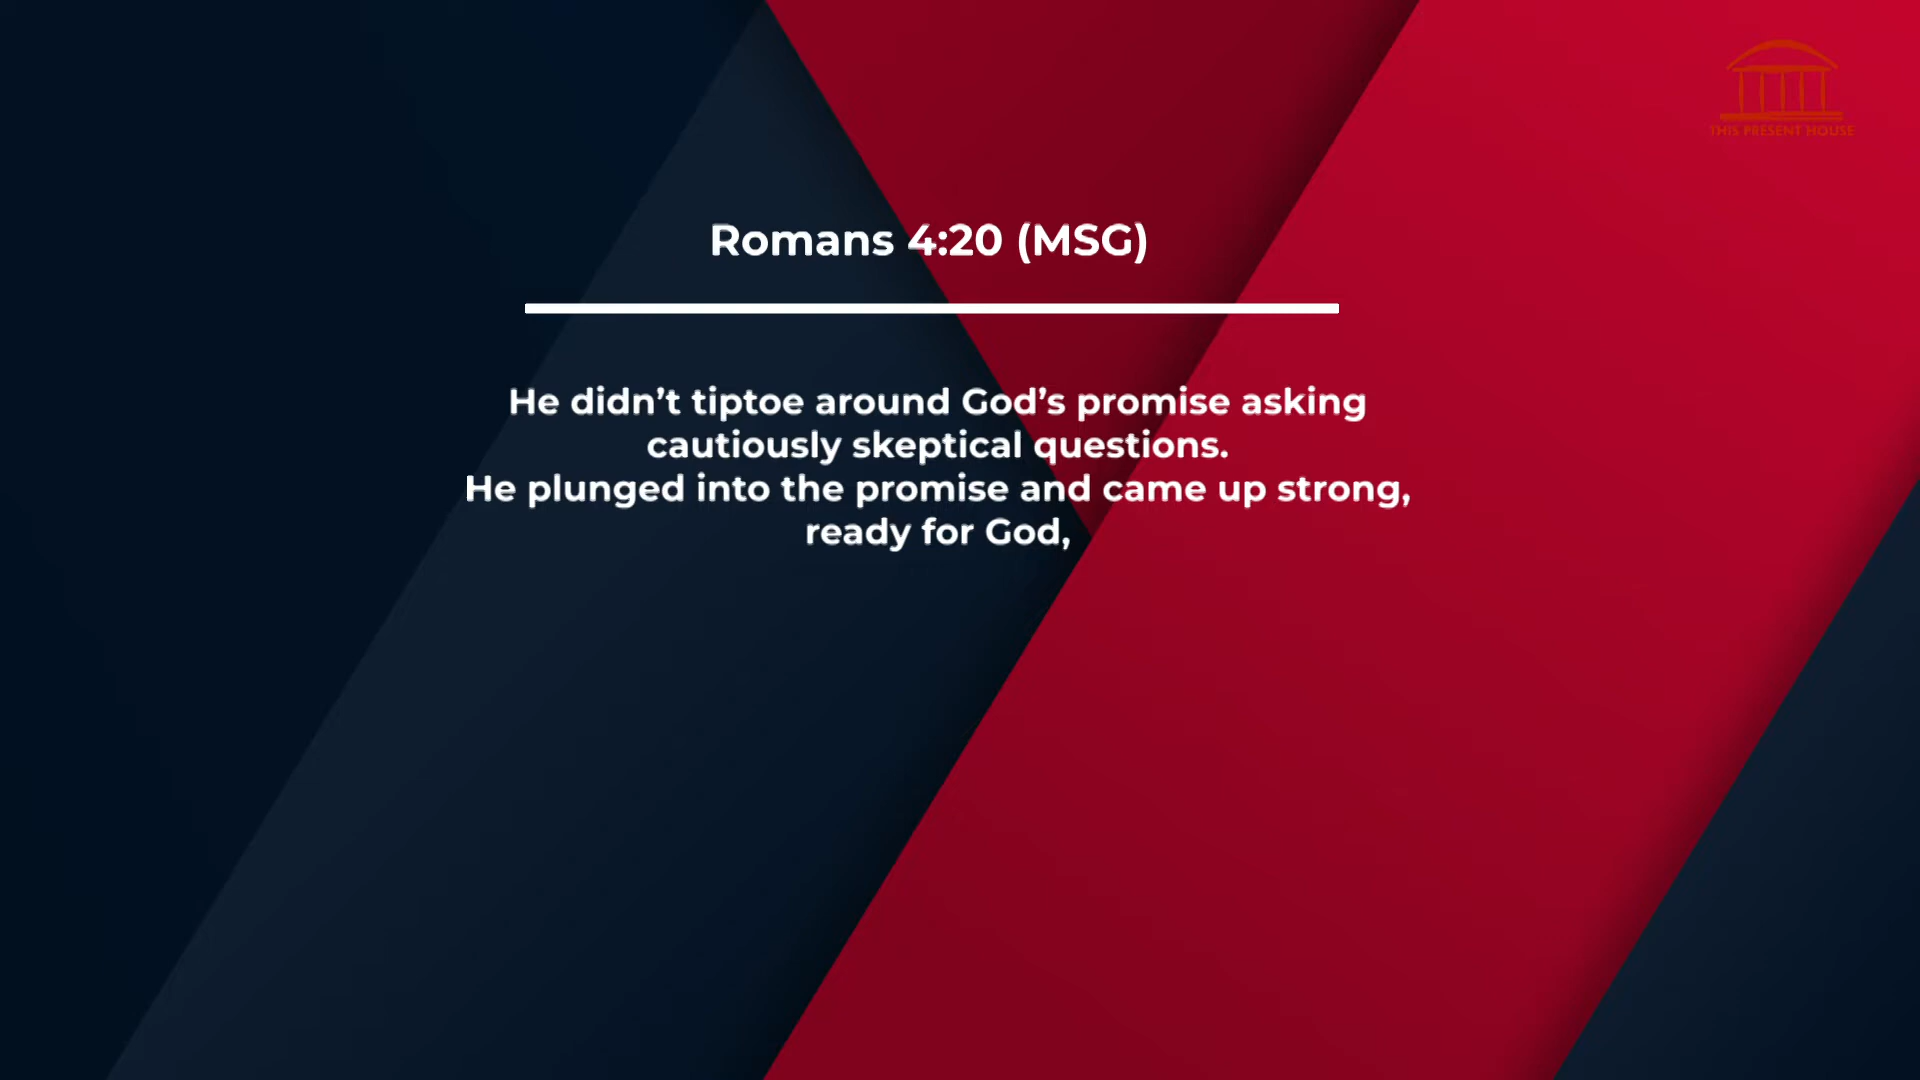 THIS PRESENT HOUSE
Romans 4:20 (MSG)
He didn’t tiptoe around God’s promise asking
cautiously skeptical questions.
He plunged into the promise and came up strong,
ready for God,